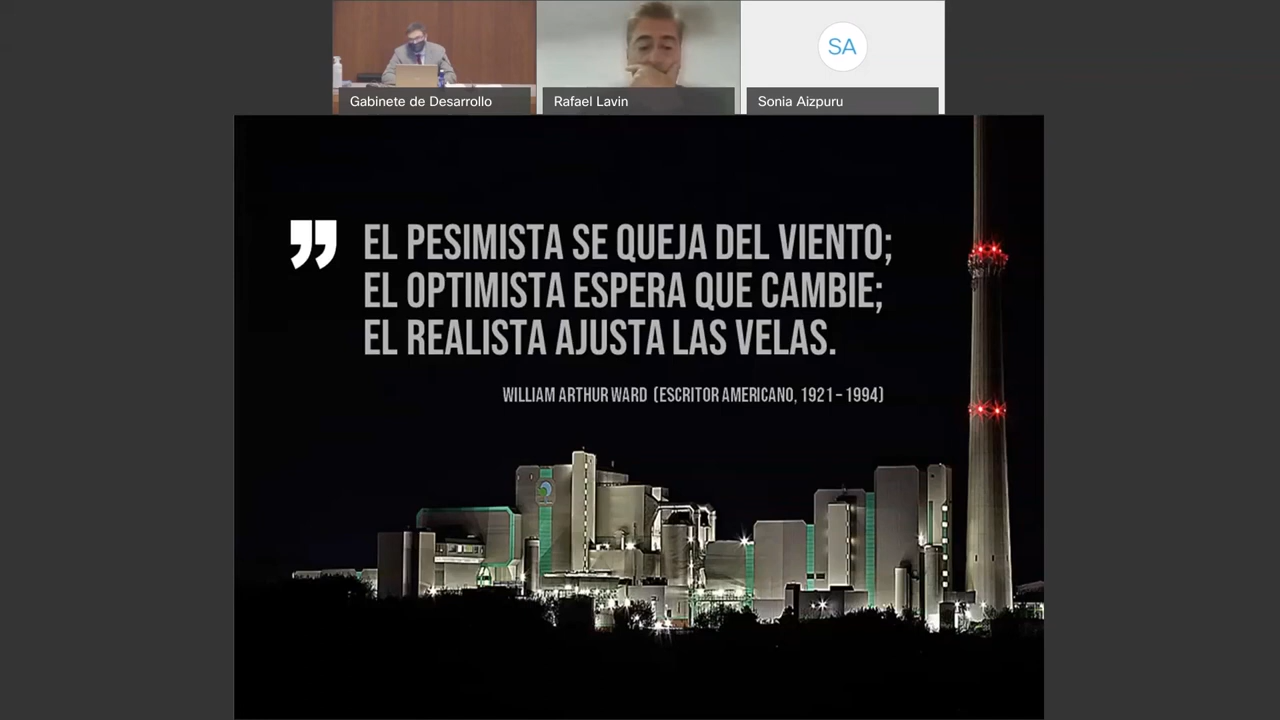 Gabinete de Desarrollo
Rafael Lavin
SA
Sonia Aizpuru
” EL PESIMISTA SE QUEJA DEL VIENTO;
EL OPTIMISTA ESPERA QUE CAMBIE;
EL REALISTA AJUSTA LAS VELAS.
WILLIAM ARTHUR WARD (ESCRITOR AMERICANO, 1921 – 1994)